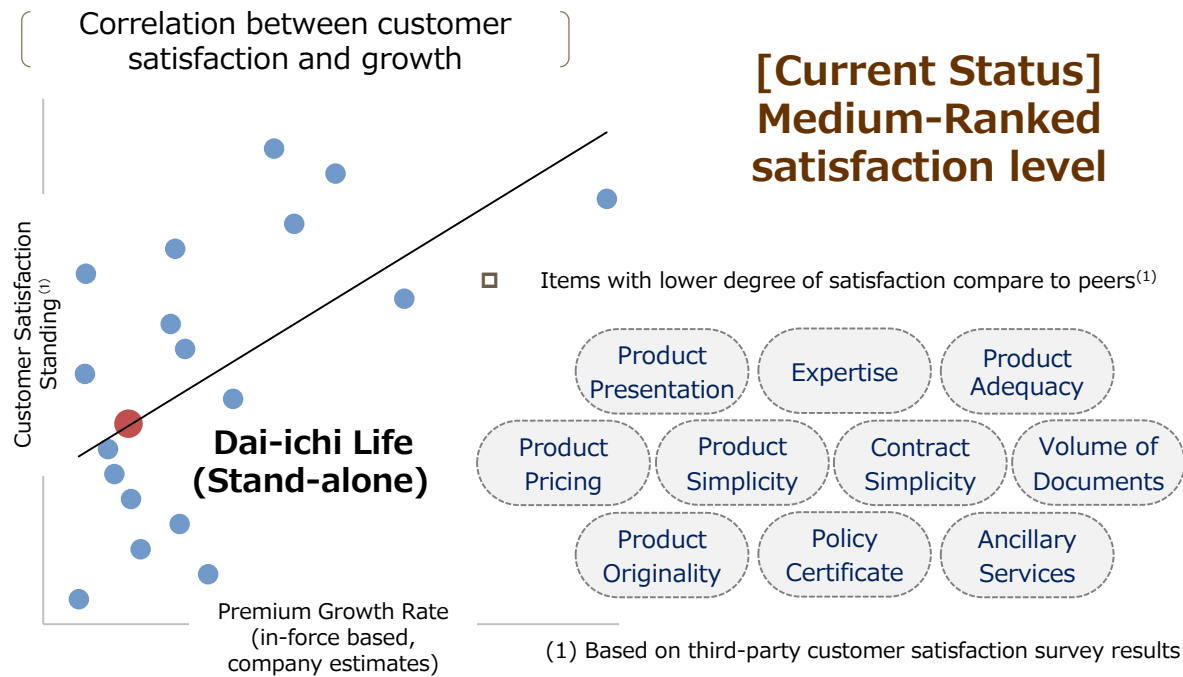 Correlation between customer
satisfaction and growth
[Current Status]
Medium-Ranked
satisfaction level
Customer Satisfaction
Standing (1)
Items with lower degree of satisfaction compare to peers(1)
Product
Presentation
Expertise
Product
Adequacy
Dai-ichi Life
(Stand-alone)
Product
Pricing
Product
Simplicity
Contract
Simplicity
Volume of
Documents
Product
Originality
Policy
Certificate
Ancillary
Services
Premium Growth Rate
(in-force based,
company estimates)
(1) Based on third-party customer satisfaction survey results